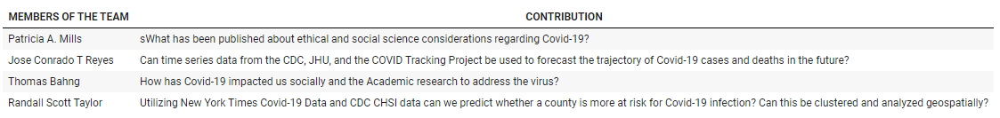 MEMBERS OF THE TEAM CONTRIBUTION
Patricia A. Mills sWhat has been published about ethical and social science considerations regarding Covid-19?
Jose Conrado T Reyes Can time series data from the CDC, JHU, and the COVID Tracking Project be used to forecast the trajectory of Covid-19 cases and deaths in the future?
Thomas Bahng How has Covid-19 impacted us socially and the Academic research to address the virus?
Randall Scott Taylor Utilizing New York Times Covid-19 Data and CDC CHSI data can we predict whether a county is more at risk for Covid-19 infection? Can this be clustered and analyzed geospatially?